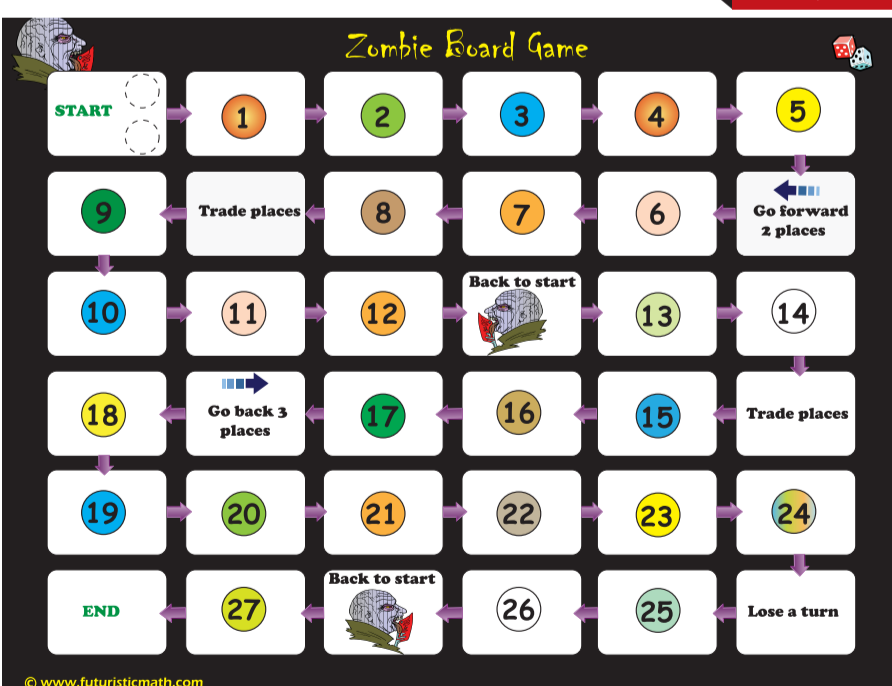 Zombie Board Game
START
1
2
3
4
5
9
Trade places
8
7
6
Go forward
2 places
10
11
12
Back to start
13
14
18
Go back 3
places
17
16
15
Trade places
19
20
21
22
23
24
END
27
Back to start
26
25
Lose a turn
© www.futuristicmath.com